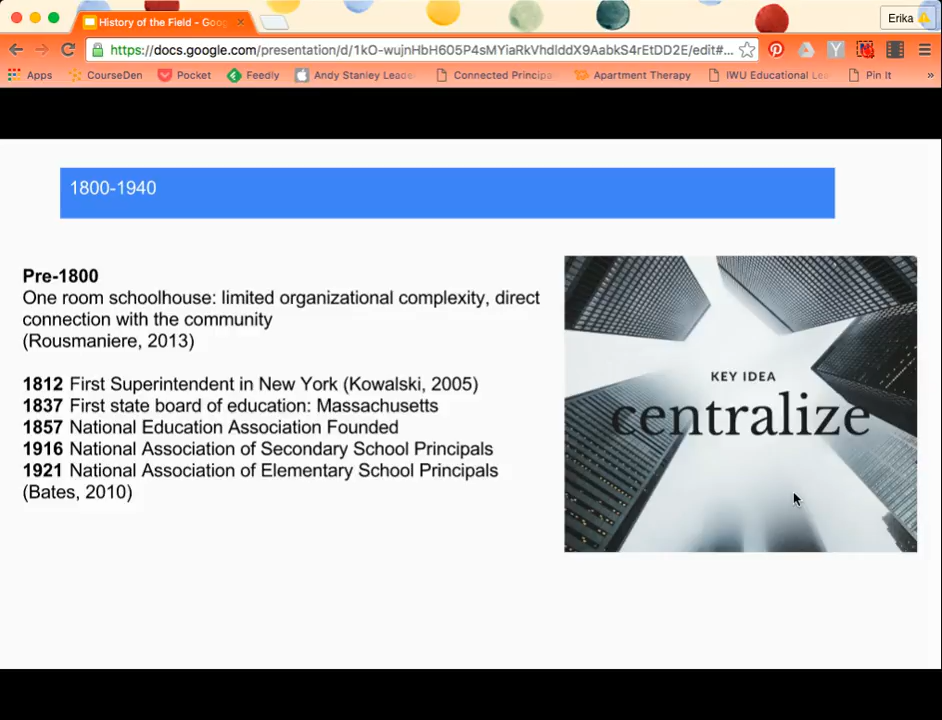 History of the Field - Goo
Erika
https://docs.google.com/presentation/d/1kO-wujnHbH605P4sMYiaRkVhdlddX9AabkS4rEtDD2E/edit#...
Apps CourseDen Pocket Feedly Andy Stanley Leade Connected Principa Apartment Therapy IWU Educational Lea Pin It »
1800-1940
Pre-1800
One room schoolhouse: limited organizational complexity, direct
connection with the community
(Rousmaniere, 2013)
1812 First Superintendent in New York (Kowalski, 2005)
1837 First state board of education: Massachusetts
1857 National Education Association Founded
1916 National Association of Secondary School Principals
1921 National Association of Elementary School Principals
(Bates, 2010)
KEY IDEA
centralize